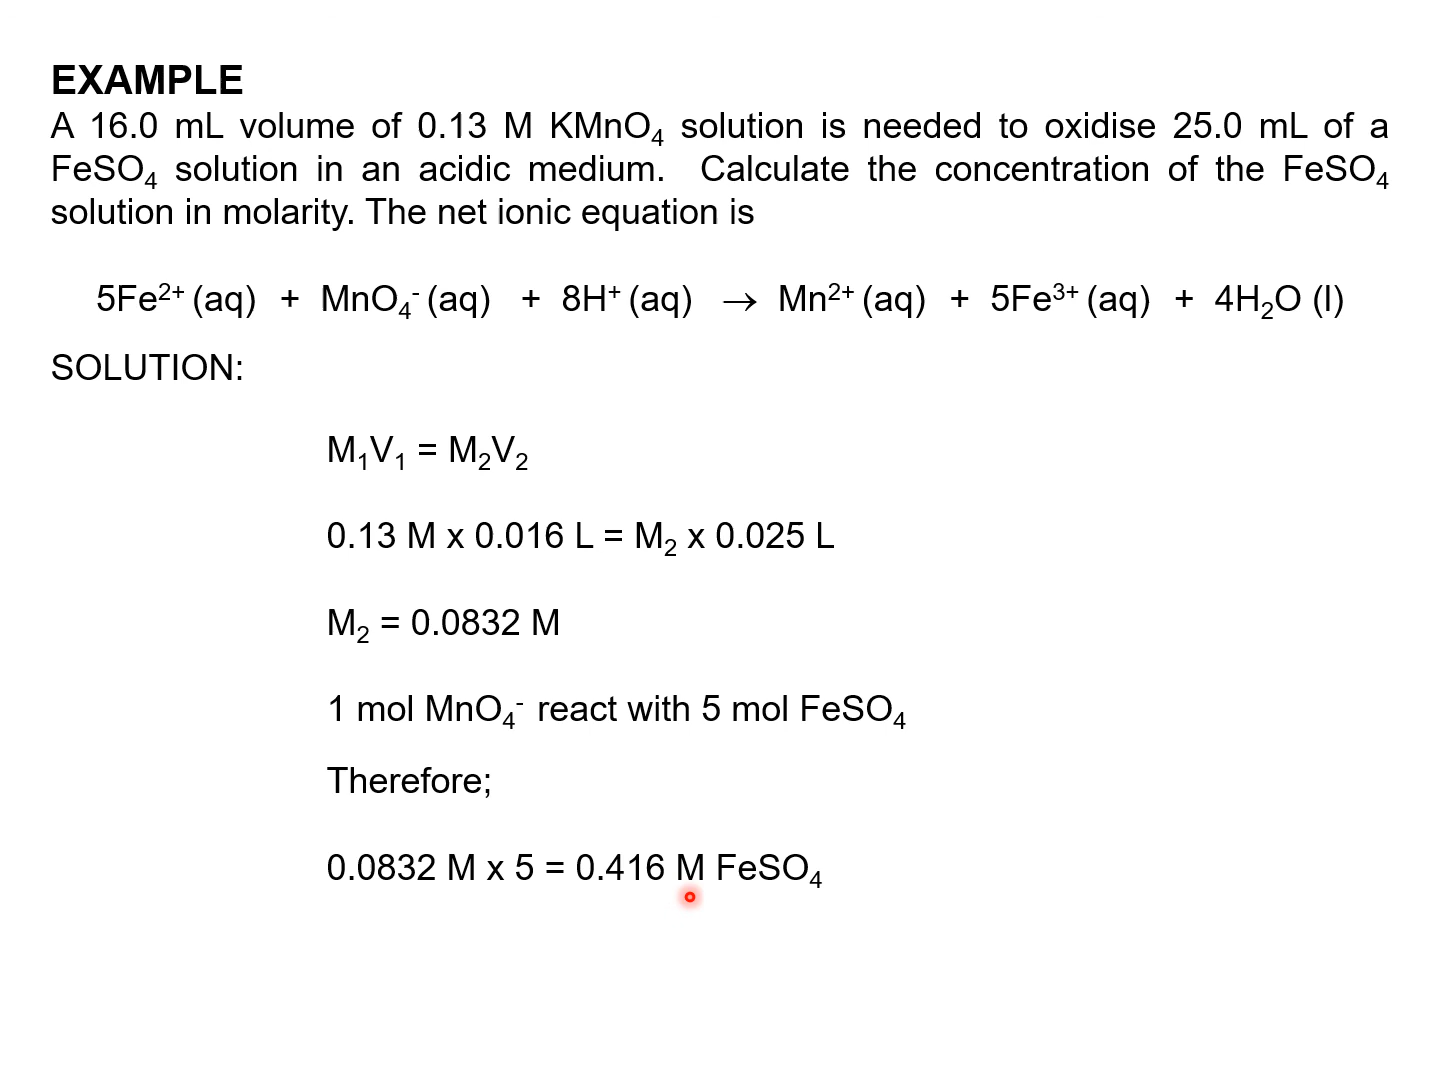 EXAMPLE
A 16.0 mL volume of 0.13 M KMnO₄ solution is needed to oxidise 25.0 mL of a
FeSO₄ solution in an acidic medium. Calculate the concentration of the FeSO₄
solution in molarity. The net ionic equation is
5Fe²⁺ (aq) + MnO₄⁻ (aq) + 8H⁺ (aq) → Mn²⁺ (aq) + 5Fe³⁺ (aq) + 4H₂O (l)
SOLUTION:
M₁V₁ = M₂V₂
0.13 M x 0.016 L = M₂ x 0.025 L
M₂ = 0.0832 M
1 mol MnO₄⁻ react with 5 mol FeSO₄
Therefore;
0.0832 M x 5 = 0.416 M FeSO₄